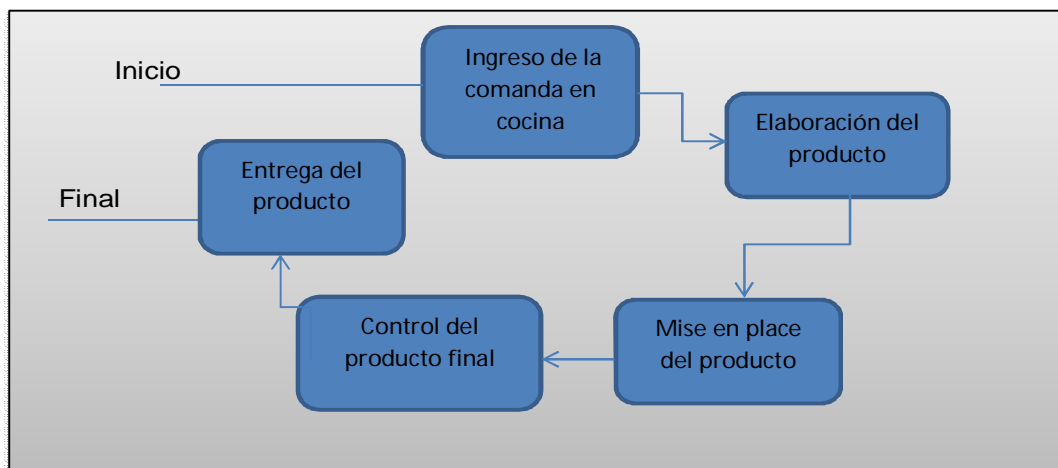 Inicio
Ingreso de la
comanda en
cocina
Elaboración del
producto
Mise en place
del producto
Control del
producto final
Entrega del
producto
Final